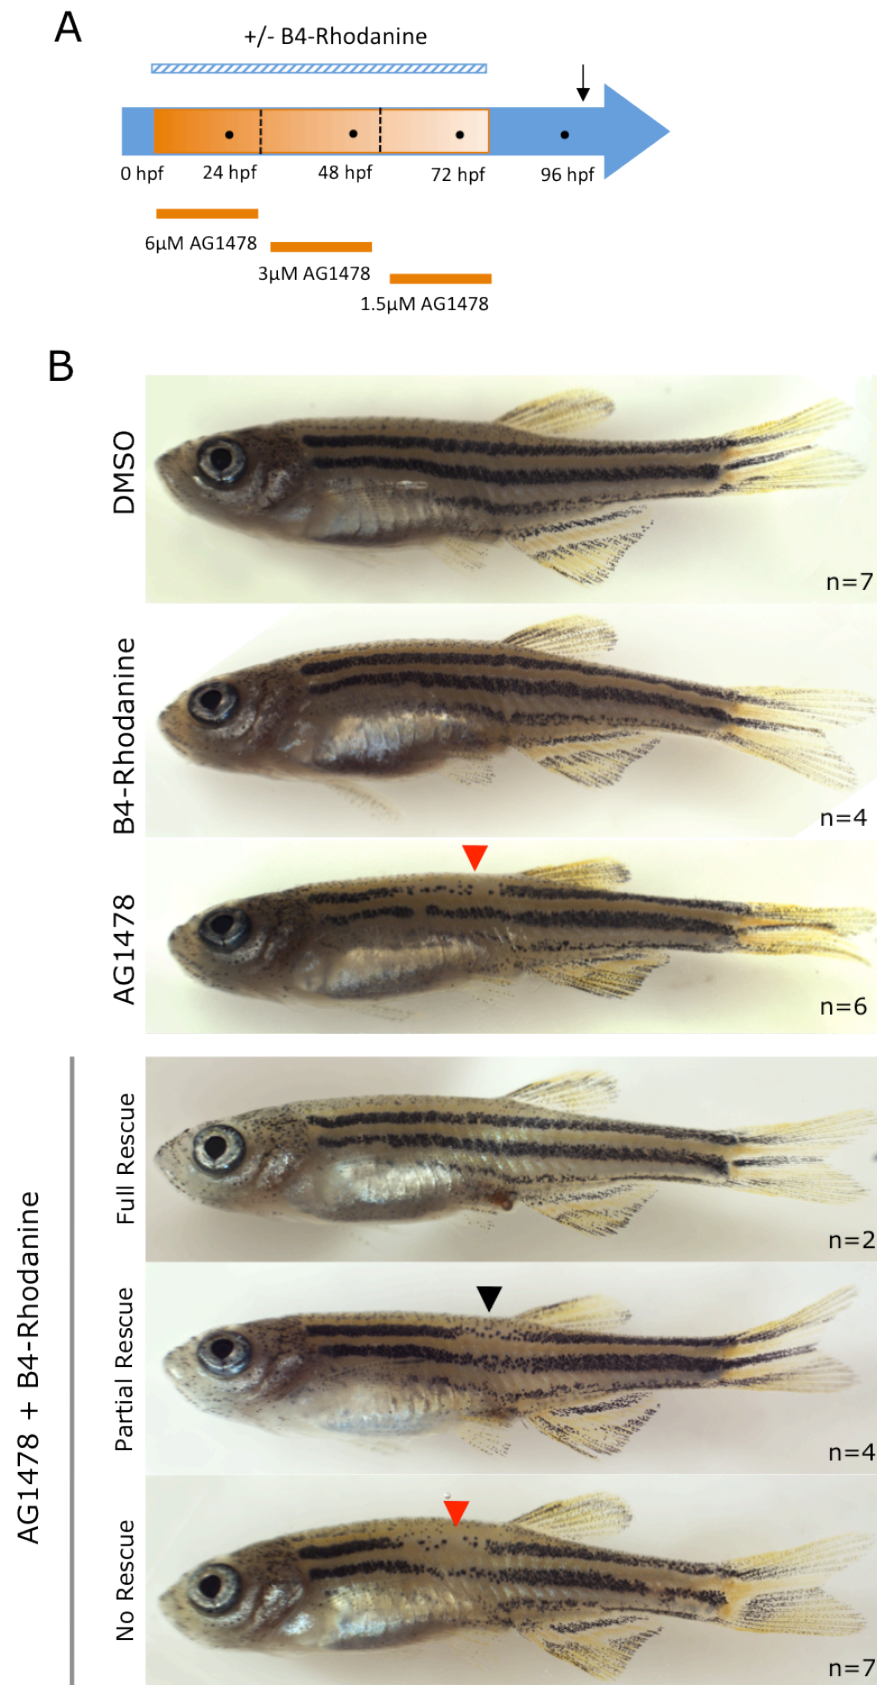 A
+/- B4-Rhodanine
0 hpf 24 hpf 48 hpf 72 hpf 96 hpf
6μM AG1478
3μM AG1478
1.5μM AG1478
B
DMSO
n=7
B4-Rhodanine
n=4
AG1478
n=6
AG1478 + B4-Rhodanine
Full Rescue
n=2
Partial Rescue
n=4
No Rescue
n=7